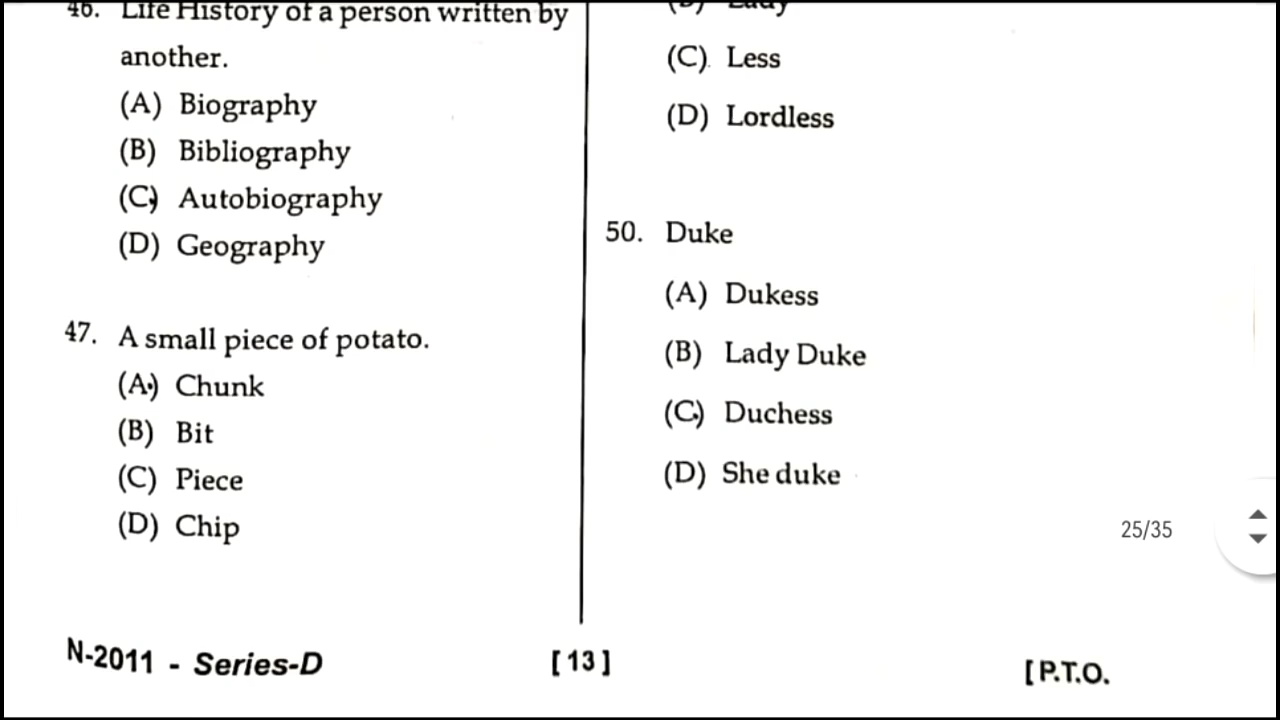 46. Life History of a person written by
another.
(A) Biography
(B) Bibliography
(C) Autobiography
(D) Geography
47. A small piece of potato.
(A) Chunk
(B) Bit
(C) Piece
(D) Chip
(B) Lady
(C) Less
(D) Lordless
50. Duke
(A) Dukess
(B) Lady Duke
(C) Duchess
(D) She duke
25/35
N-2011 - Series-D
[ 13 ]
[ P.T.O.